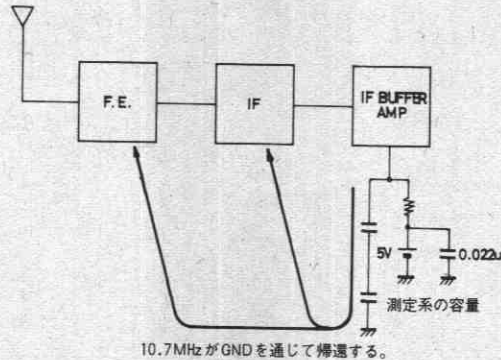 F.E.
IF
IF BUFFER
AMP
5V
0.022u
測定系の容量
10.7MHzがGNDを通じて帰還する。